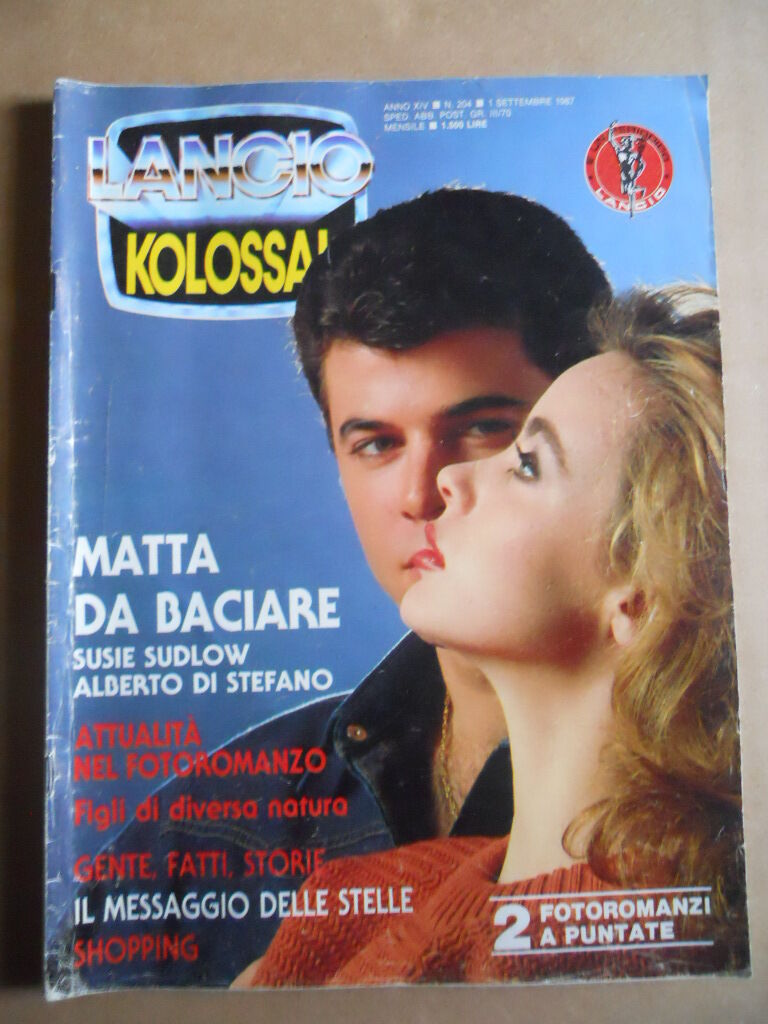 ANNO XIV ■ N. 204 ■ 1 SETTEMBRE 1987
SPED. ABB. POST. GR. III/70
MENSILE ■ 1.500 LIRE
LANCIO
KOLOSSAL
LANCIO
MATTA
DA BACIARE
SUSIE SUDLOW
ALBERTO DI STEFANO
ATTUALITÀ
NEL FOTOROMANZO
Figli di diversa natura
GENTE, FATTI, STORIE
IL MESSAGGIO DELLE STELLE
SHOPPING
2 FOTOROMANZI
A PUNTATE